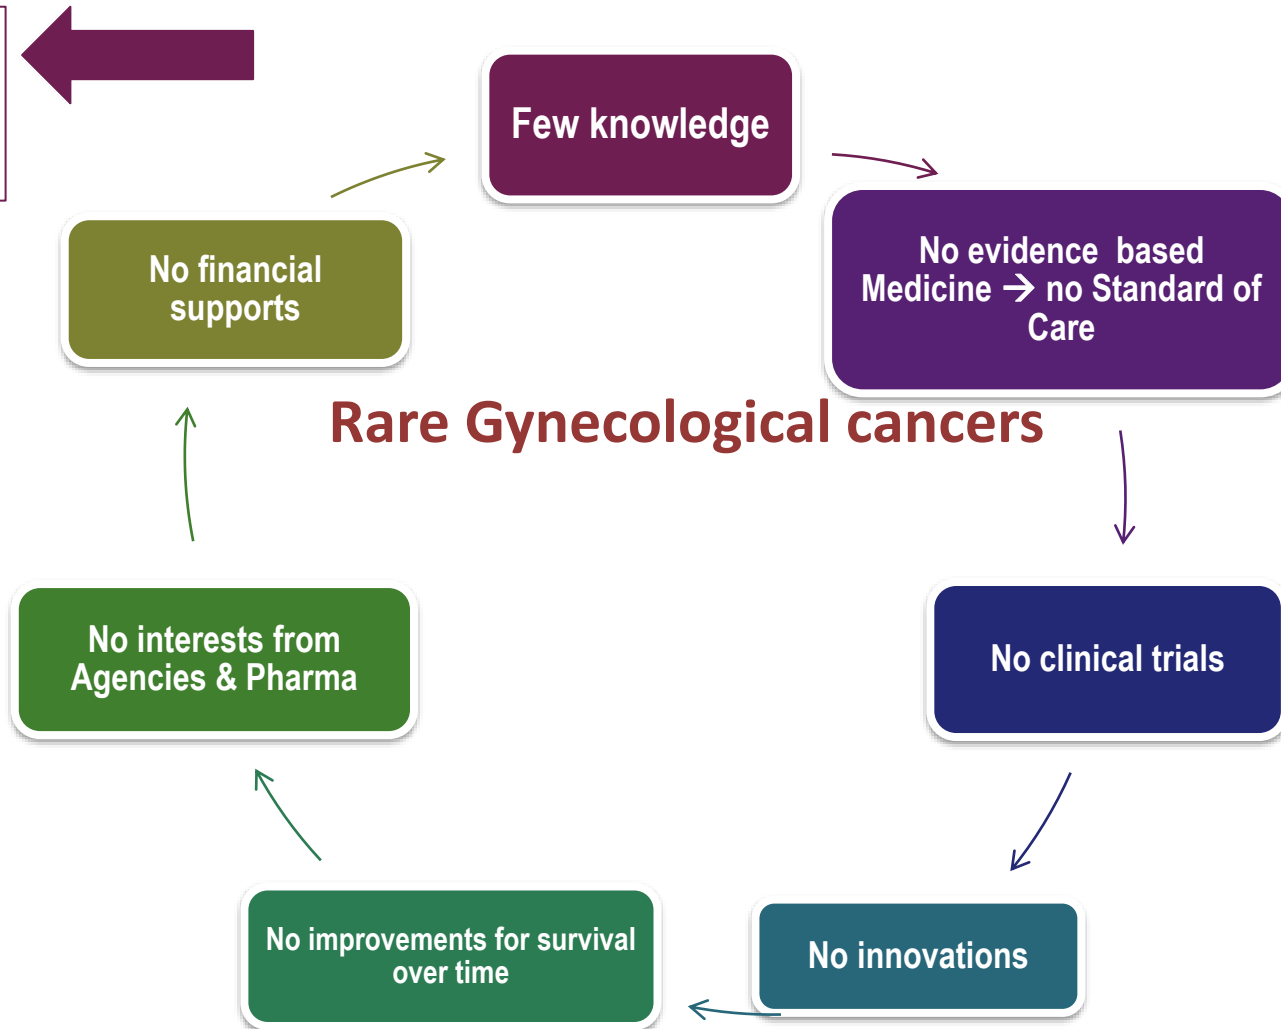 Few knowledge
No evidence  based
Medicine → no Standard of
Care
No financial
supports
Rare Gynecological cancers
No interests from
Agencies & Pharma
No clinical trials
No improvements for survival
over time
No innovations